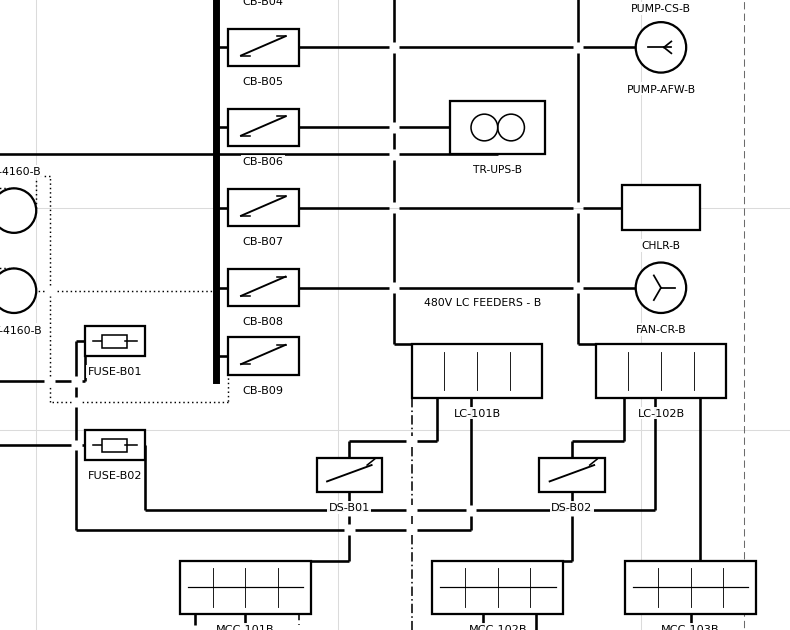 CB-B04
PUMP-CS-B
CB-B05
PUMP-AFW-B
CB-B06
-4160-B
TR-UPS-B
CB-B07
CHLR-B
480V LC FEEDERS - B
CB-B08
-4160-B
FAN-CR-B
FUSE-B01
CB-B09
LC-101B
LC-102B
FUSE-B02
DS-B01
DS-B02
MCC-101B
MCC-102B
MCC-103B